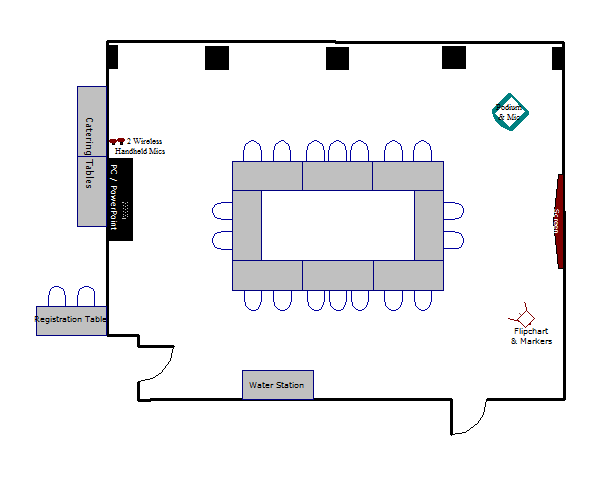 Podium
& Mic
Catering Tables
2 Wireless
Handheld Mics
PC / PowerPoint
Screen
Registration Table
Flipchart
& Markers
Water Station